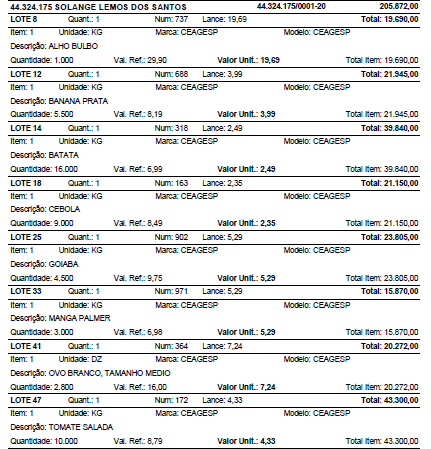 44.324.175 SOLANGE LEMOS DOS SANTOS 44.324.175/0001-20 205.872,00
LOTE 8 Quant.: 1 Num: 737 Lance: 19,69 Total: 19.690,00
Item: 1 Unidade: KG Marca: CEAGESP Modelo: CEAGESP
Descrição: ALHO BULBO
Quantidade: 1.000 Val. Ref.: 29,90 Valor Unit.: 19,69 Total Item: 19.690,00
LOTE 12 Quant.: 1 Num: 688 Lance: 3,99 Total: 21.945,00
Item: 1 Unidade: KG Marca: CEAGESP Modelo: CEAGESP
Descrição: BANANA PRATA
Quantidade: 5.500 Val. Ref.: 8,19 Valor Unit.: 3,99 Total Item: 21.945,00
LOTE 14 Quant.: 1 Num: 318 Lance: 2,49 Total: 39.840,00
Item: 1 Unidade: KG Marca: CEAGESP Modelo: CEAGESP
Descrição: BATATA
Quantidade: 16.000 Val. Ref.: 6,99 Valor Unit.: 2,49 Total Item: 39.840,00
LOTE 18 Quant.: 1 Num: 163 Lance: 2,35 Total: 21.150,00
Item: 1 Unidade: KG Marca: CEAGESP Modelo: CEAGESP
Descrição: CEBOLA
Quantidade: 9.000 Val. Ref.: 8,49 Valor Unit.: 2,35 Total Item: 21.150,00
LOTE 25 Quant.: 1 Num: 902 Lance: 5,29 Total: 23.805,00
Item: 1 Unidade: KG Marca: CEAGESP Modelo: CEAGESP
Descrição: GOIABA
Quantidade: 4.500 Val. Ref.: 9,75 Valor Unit.: 5,29 Total Item: 23.805,00
LOTE 33 Quant.: 1 Num: 971 Lance: 5,29 Total: 15.870,00
Item: 1 Unidade: KG Marca: CEAGESP Modelo: CEAGESP
Descrição: MANGA PALMER
Quantidade: 3.000 Val. Ref.: 6,98 Valor Unit.: 5,29 Total Item: 15.870,00
LOTE 41 Quant.: 1 Num: 364 Lance: 7,24 Total: 20.272,00
Item: 1 Unidade: DZ Marca: CEAGESP Modelo: CEAGESP
Descrição: OVO BRANCO, TAMANHO MEDIO
Quantidade: 2.800 Val. Ref.: 16,00 Valor Unit.: 7,24 Total Item: 20.272,00
LOTE 47 Quant.: 1 Num: 172 Lance: 4,33 Total: 43.300,00
Item: 1 Unidade: KG Marca: CEAGESP Modelo: CEAGESP
Descrição: TOMATE SALADA
Quantidade: 10.000 Val. Ref.: 8,79 Valor Unit.: 4,33 Total Item: 43.300,00